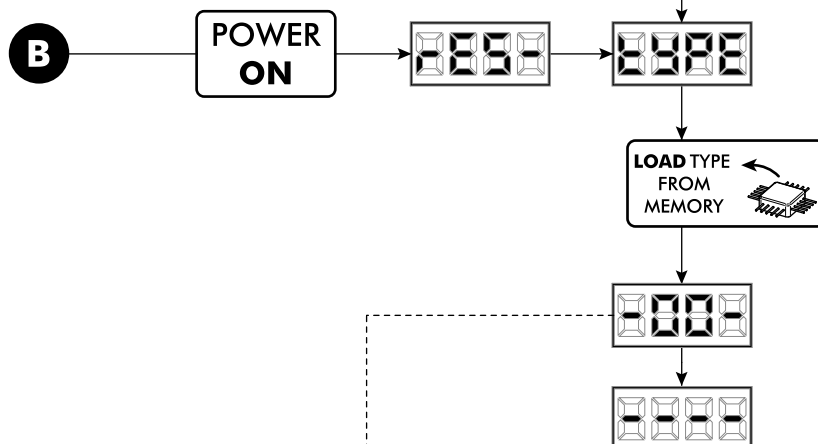 B
POWER
ON
rES-
tYPE
LOAD TYPE
FROM
MEMORY
-00-
----